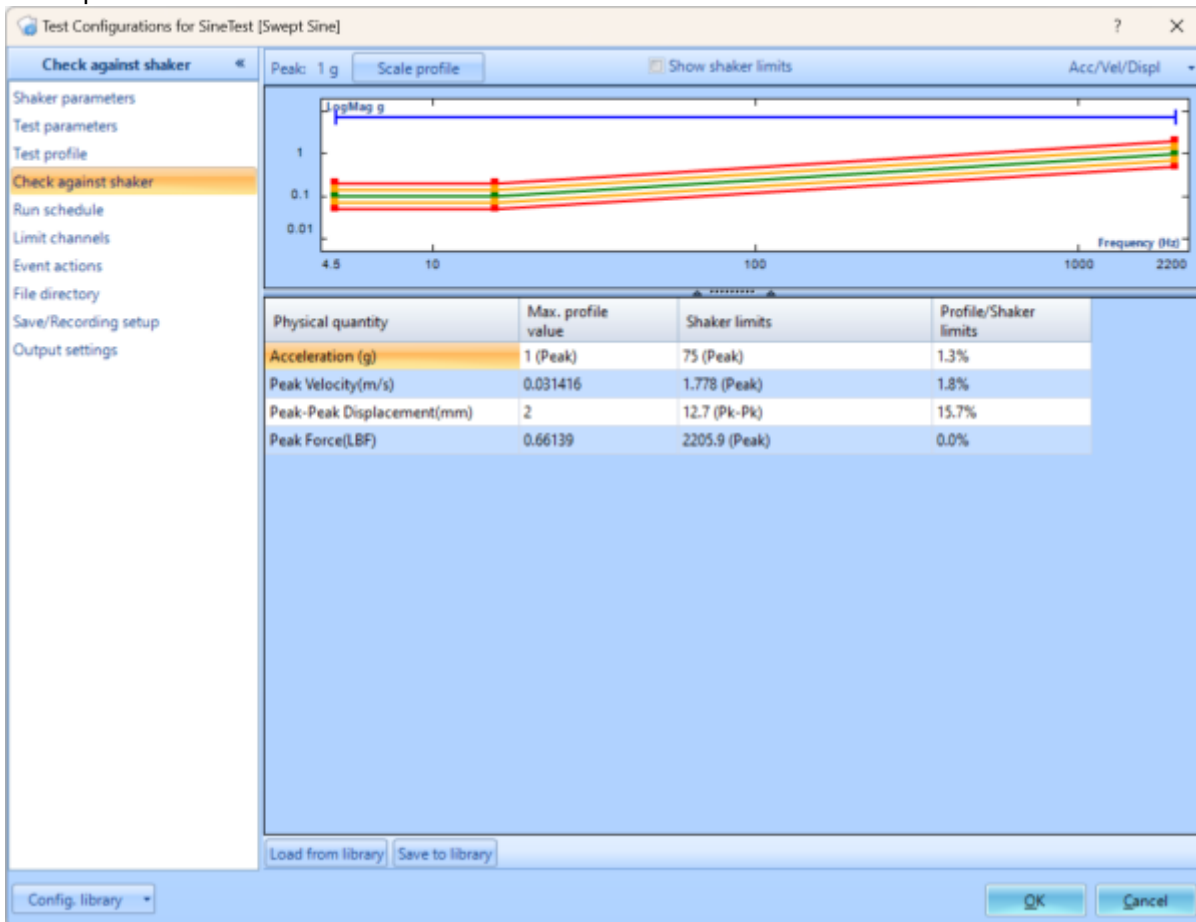 Test Configurations for SineTest [Swept Sine]
? ×
Check against shaker «
Peak: 1 g Scale profile Show shaker limits Acc/Vel/Displ
Shaker parameters
Test parameters
Test profile
Check against shaker
Run schedule
Limit channels
Event actions
File directory
Save/Recording setup
Output settings
LogMag g
1
0.1
0.01
Frequency (Hz)
4.5 10 100 1000 2200
Physical quantity Max. profile value Shaker limits Profile/Shaker limits
Acceleration (g) 1 (Peak) 75 (Peak) 1.3%
Peak Velocity(m/s) 0.031416 1.778 (Peak) 1.8%
Peak-Peak Displacement(mm) 2 12.7 (Pk-Pk) 15.7%
Peak Force(LBF) 0.66139 2205.9 (Peak) 0.0%
Load from library Save to library
Config. library OK Cancel